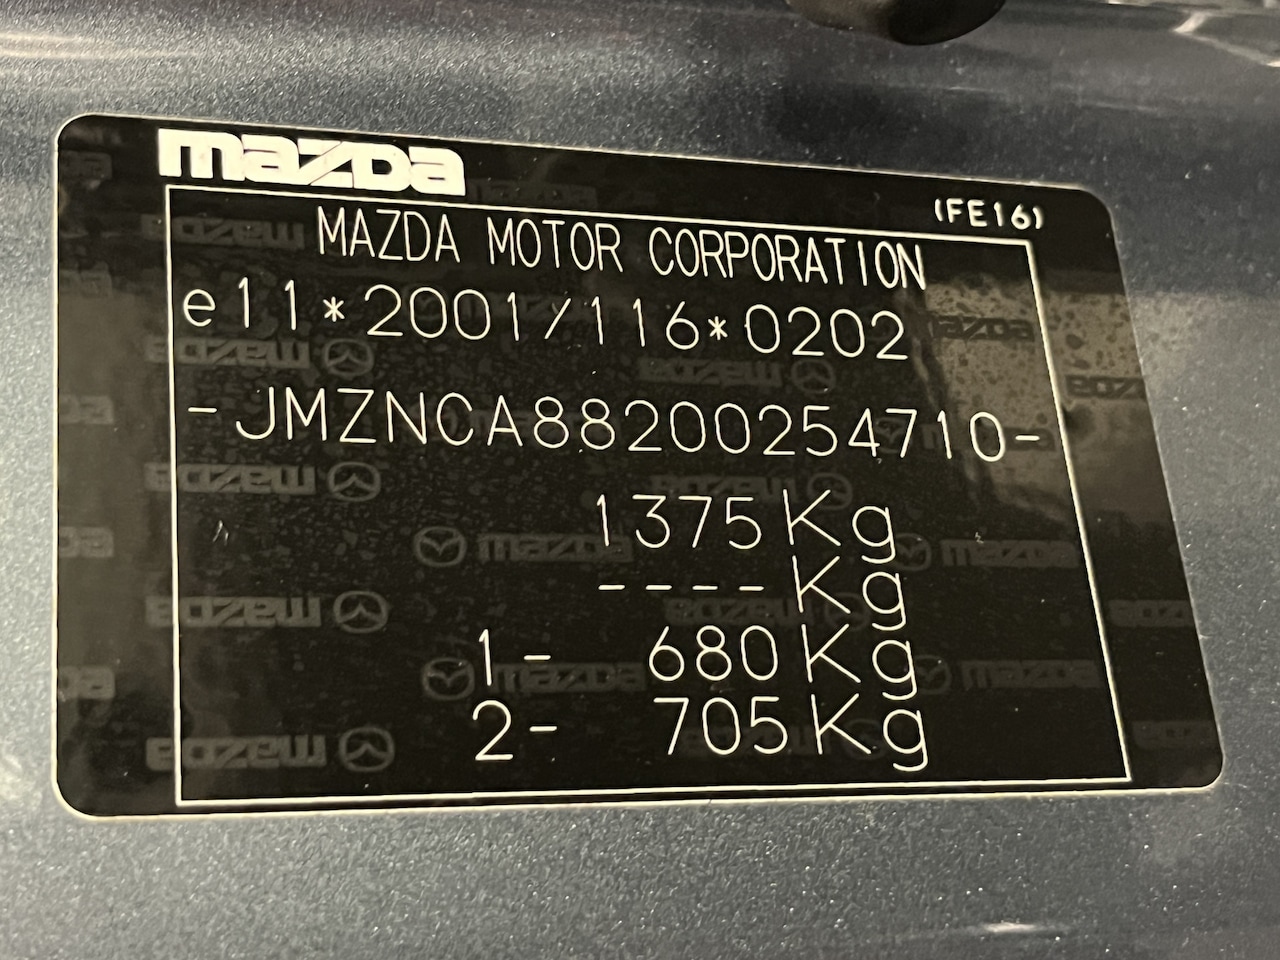 mazda
(FE16)
MAZDA MOTOR CORPORATION
e11*2001/116*0202
-JMZNCA88200254710-
1375Kg
----Kg
1- 680Kg
2- 705Kg